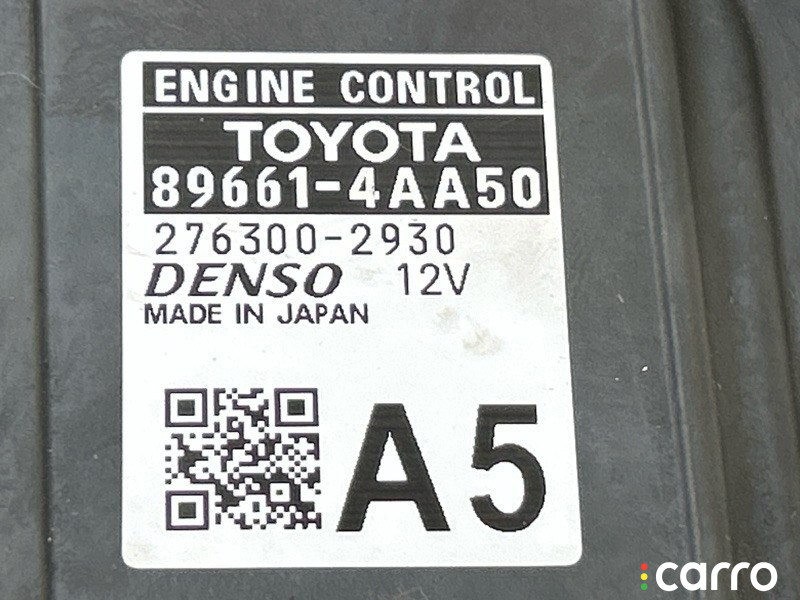 ENGINE CONTROL
TOYOTA
89661-4AA50
276300-2930
DENSO 12V
MADE IN JAPAN
A5
carro